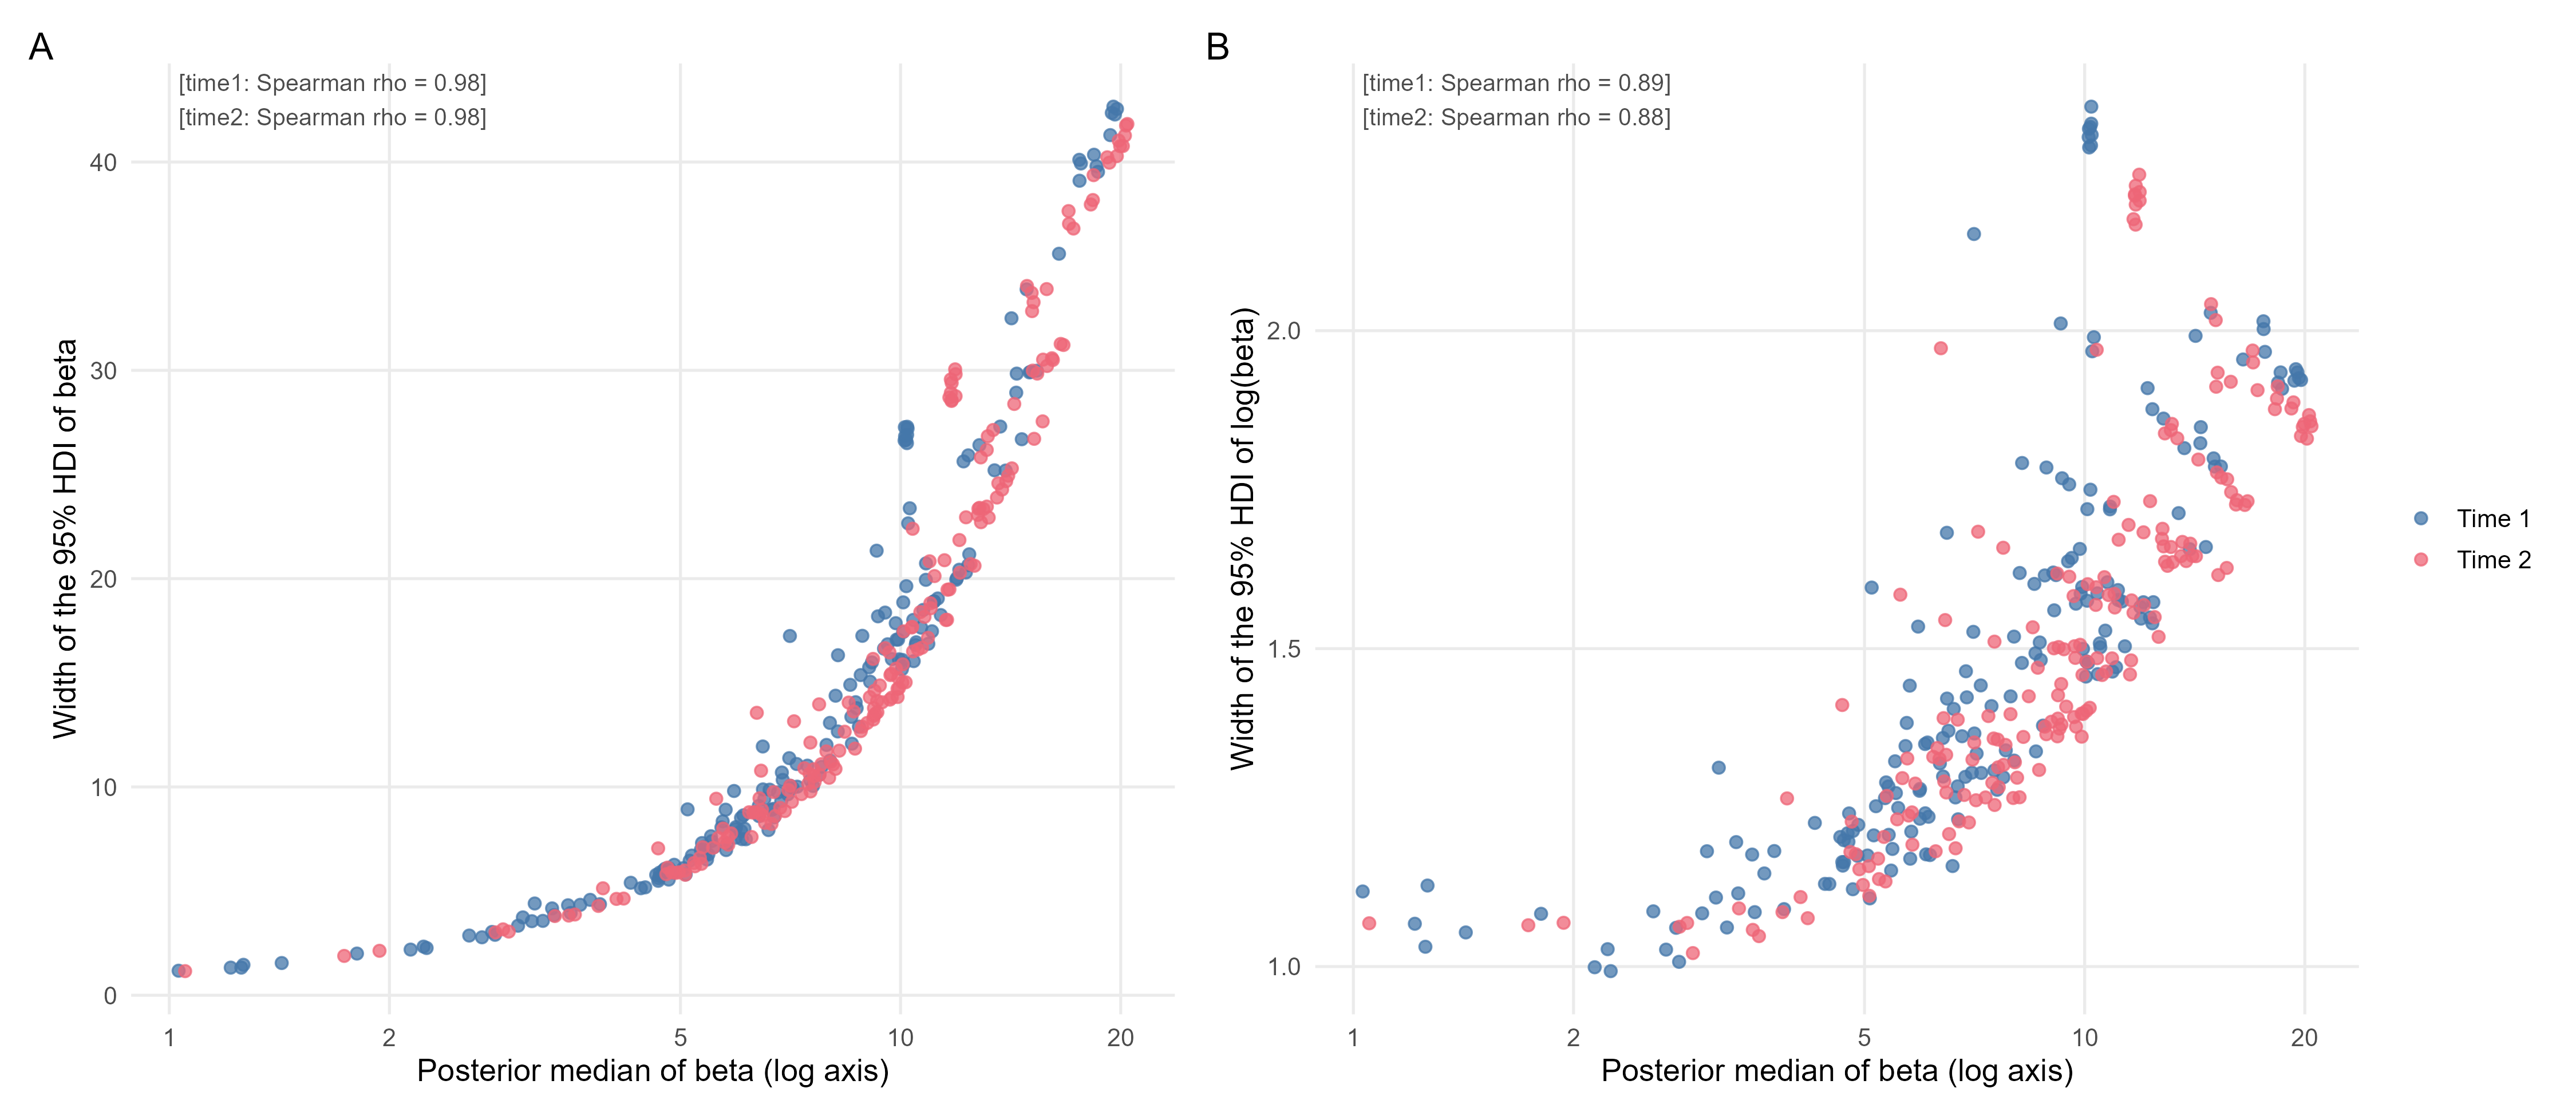 A
[time1: Spearman rho = 0.98]
[time2: Spearman rho = 0.98]
Width of the 95% HDI of beta
40
30
20
10
0
1 2 5 10 20
Posterior median of beta (log axis)
B
[time1: Spearman rho = 0.89]
[time2: Spearman rho = 0.88]
Width of the 95% HDI of log(beta)
2.0
1.5
1.0
1 2 5 10 20
Posterior median of beta (log axis)
Time 1
Time 2